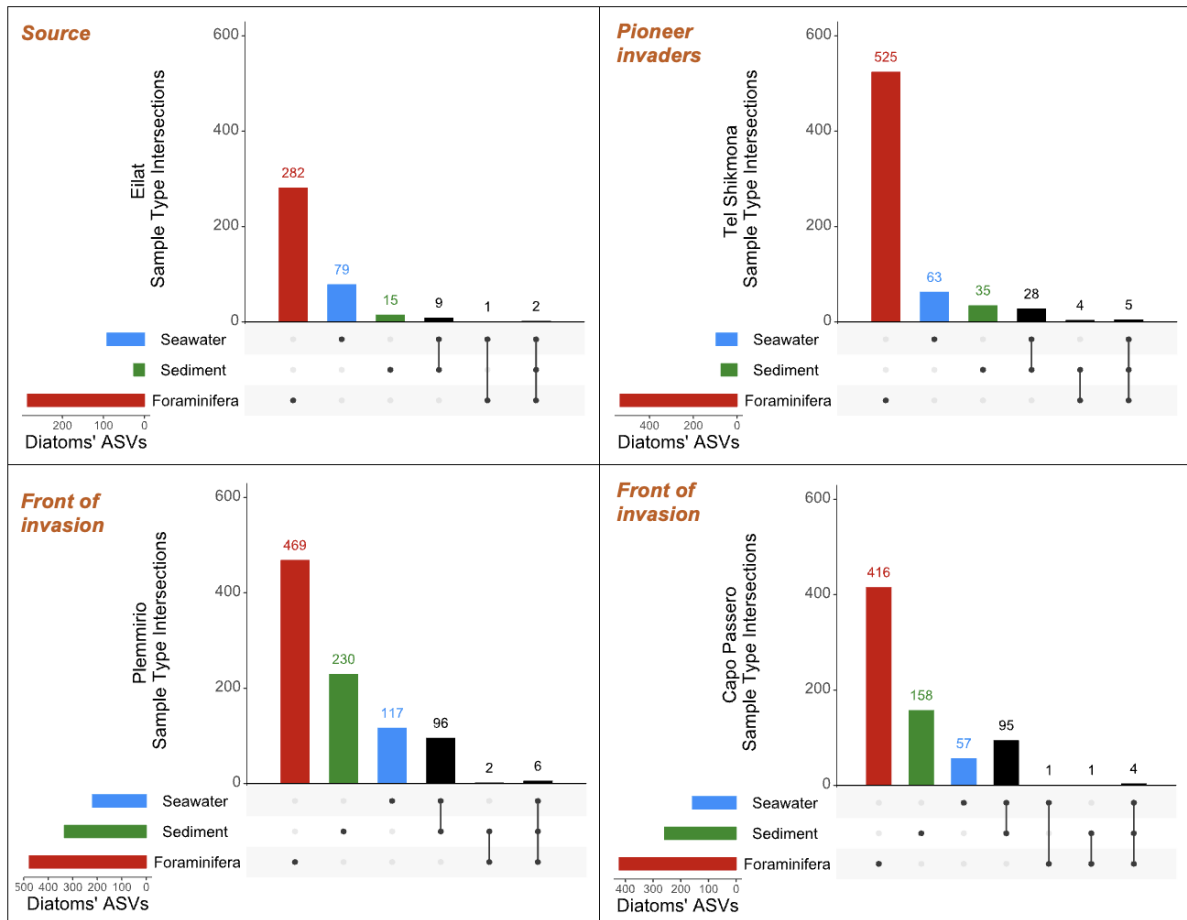 Source
600
400
200
0
Eilat
Sample Type Intersections
282
79
15
9
1
2
Seawater
Sediment
Foraminifera
200 100 0
Diatoms' ASVs
Pioneer
invaders
600
400
200
0
Tel Shikmona
Sample Type Intersections
525
63
35
28
4
5
Seawater
Sediment
Foraminifera
400 200 0
Diatoms' ASVs
Front of
invasion
600
400
200
0
Plemmirio
Sample Type Intersections
469
230
117
96
2
6
Seawater
Sediment
Foraminifera
500 400 300 200 100 0
Diatoms' ASVs
Front of
invasion
600
400
200
0
Capo Passero
Sample Type Intersections
416
158
57
95
1
1
4
Seawater
Sediment
Foraminifera
400 300 200 100 0
Diatoms' ASVs